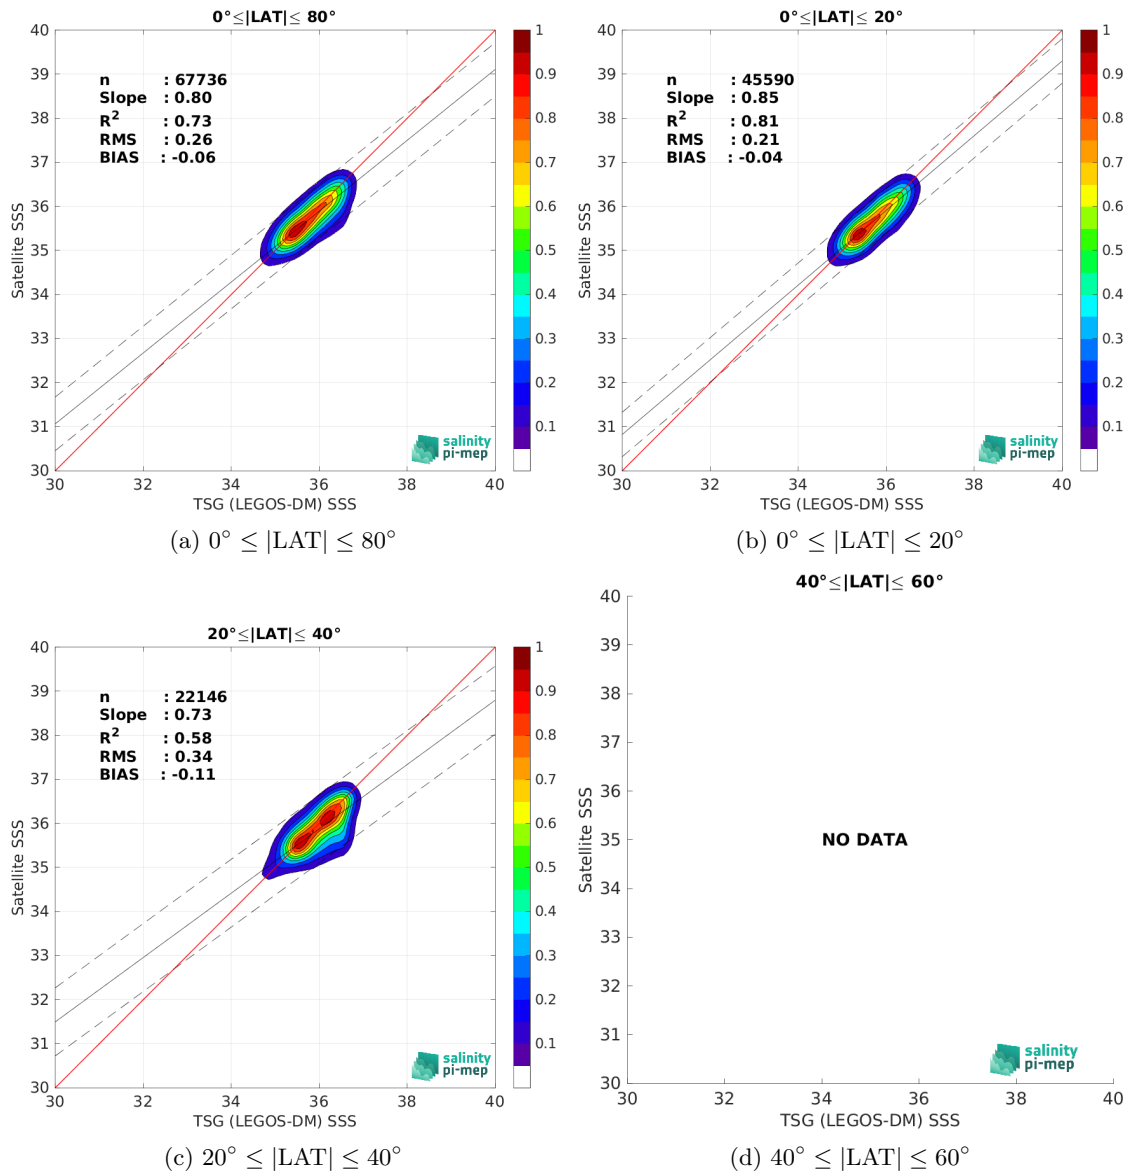 0°≤|LAT|≤ 80°
40
39
38
37
36
35
34
33
32
31
30
n : 67736
Slope : 0.80
R² : 0.73
RMS : 0.26
BIAS : -0.06
Satellite SSS
salinity
pi-mep
30 32 34 36 38 40
TSG (LEGOS-DM) SSS
1
0.9
0.8
0.7
0.6
0.5
0.4
0.3
0.2
0.1
(a) 0° ≤ |LAT| ≤ 80°
0°≤|LAT|≤ 20°
40
39
38
37
36
35
34
33
32
31
30
n : 45590
Slope : 0.85
R² : 0.81
RMS : 0.21
BIAS : -0.04
Satellite SSS
salinity
pi-mep
30 32 34 36 38 40
TSG (LEGOS-DM) SSS
1
0.9
0.8
0.7
0.6
0.5
0.4
0.3
0.2
0.1
(b) 0° ≤ |LAT| ≤ 20°
20°≤|LAT|≤ 40°
40
39
38
37
36
35
34
33
32
31
30
n : 22146
Slope : 0.73
R² : 0.58
RMS : 0.34
BIAS : -0.11
Satellite SSS
salinity
pi-mep
30 32 34 36 38 40
TSG (LEGOS-DM) SSS
1
0.9
0.8
0.7
0.6
0.5
0.4
0.3
0.2
0.1
(c) 20° ≤ |LAT| ≤ 40°
40°≤|LAT|≤ 60°
40
39
38
37
36
35
34
33
32
31
30
NO DATA
Satellite SSS
salinity
pi-mep
30 32 34 36 38 40
TSG (LEGOS-DM) SSS
(d) 40° ≤ |LAT| ≤ 60°